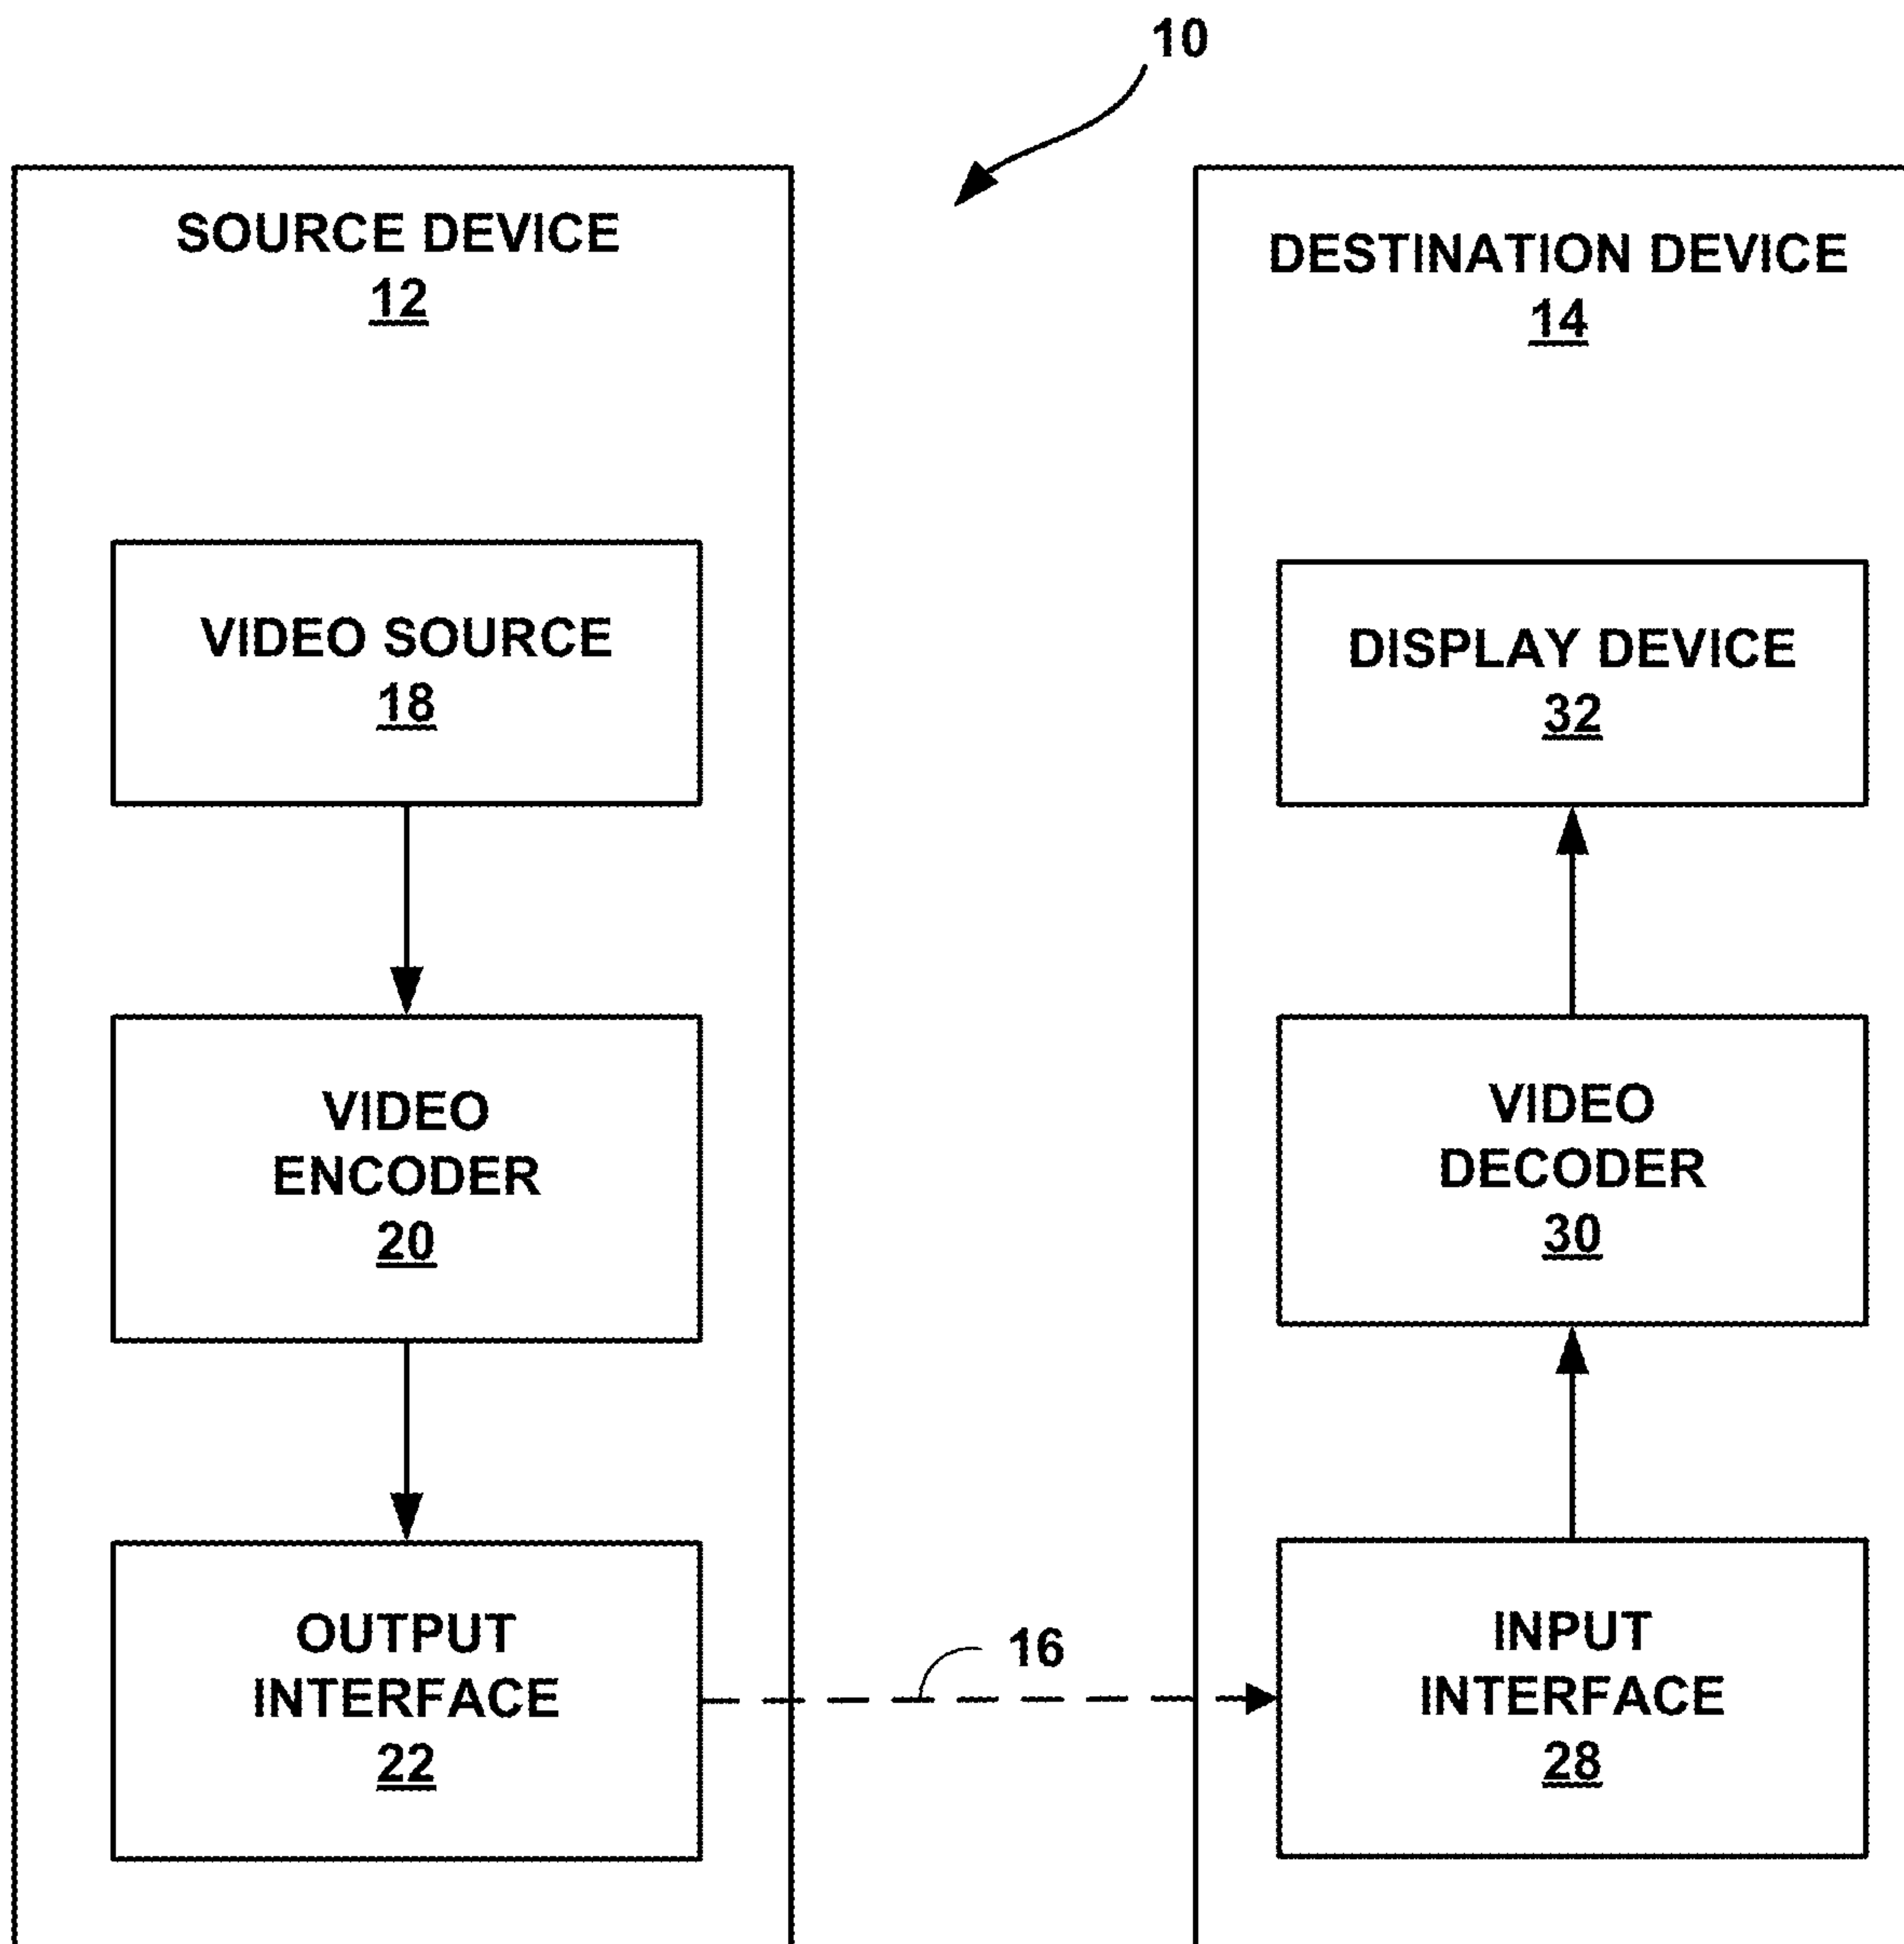 10
SOURCE DEVICE
12
VIDEO SOURCE
18
VIDEO
ENCODER
20
OUTPUT
INTERFACE
22
16
DESTINATION DEVICE
14
DISPLAY DEVICE
32
VIDEO
DECODER
30
INPUT
INTERFACE
28